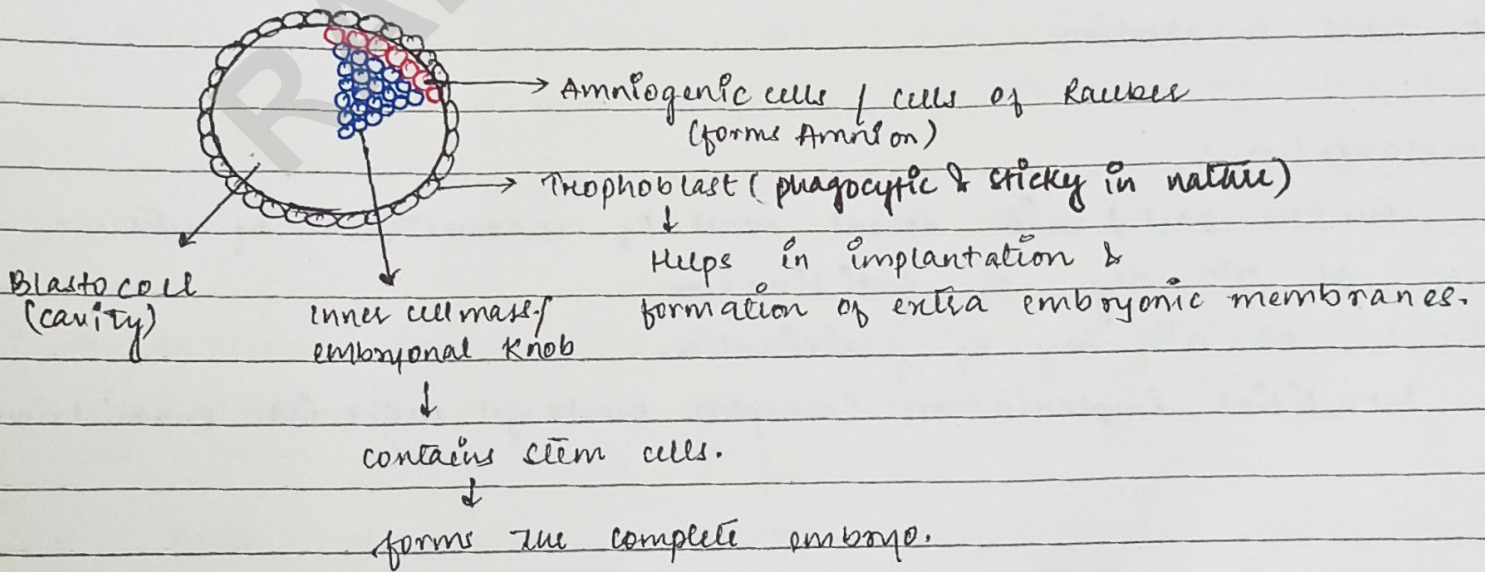 RA
Amniogenic cells / cells of Rauber
(forms Amnion)
Trophoblast ( phagocytic & sticky in nature)
↓
Helps in implantation &
formation of extra embryonic membranes.
Blastocoel
(cavity)
inner cell mass/
embryonal knob
↓
contains stem cells.
↓
forms the complete embryo.